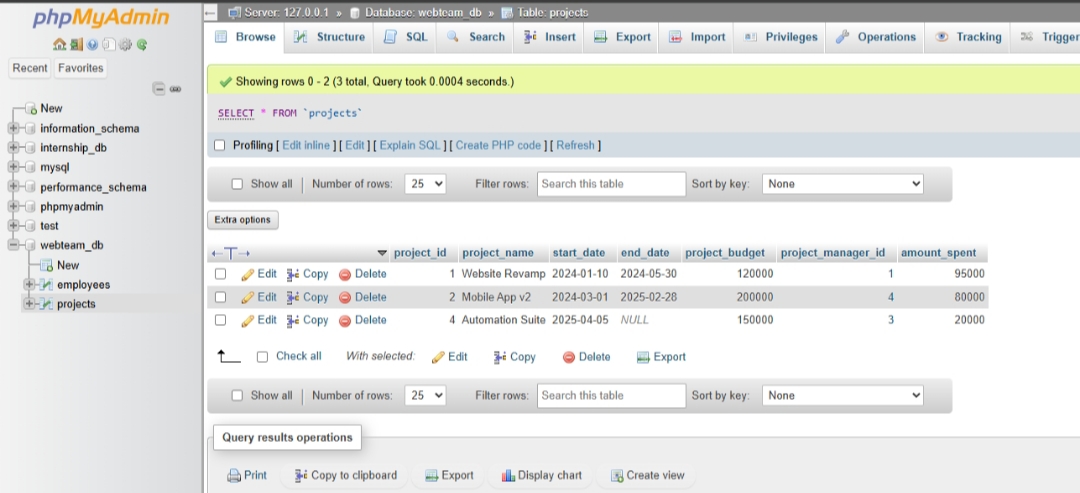 phpMyAdmin
Recent Favorites
New
information_schema
internship_db
mysql
performance_schema
phpmyadmin
test
webteam_db
New
employees
projects
Server: 127.0.0.1 » Database: webteam_db » Table: projects
Browse Structure SQL Search Insert Export Import Privileges Operations Tracking Trigger
Showing rows 0 - 2 (3 total, Query took 0.0004 seconds.)
SELECT * FROM `projects`
Profiling [ Edit inline ] [ Edit ] [ Explain SQL ] [ Create PHP code ] [ Refresh ]
Show all | Number of rows: 25 Filter rows: Search this table Sort by key: None
Extra options
←T→ project_id project_name start_date end_date project_budget project_manager_id amount_spent
Edit Copy Delete 1 Website Revamp 2024-01-10 2024-05-30 120000 1 95000
Edit Copy Delete 2 Mobile App v2 2024-03-01 2025-02-28 200000 4 80000
Edit Copy Delete 4 Automation Suite 2025-04-05 NULL 150000 3 20000
Check all With selected: Edit Copy Delete Export
Show all | Number of rows: 25 Filter rows: Search this table Sort by key: None
Query results operations
Print Copy to clipboard Export Display chart Create view